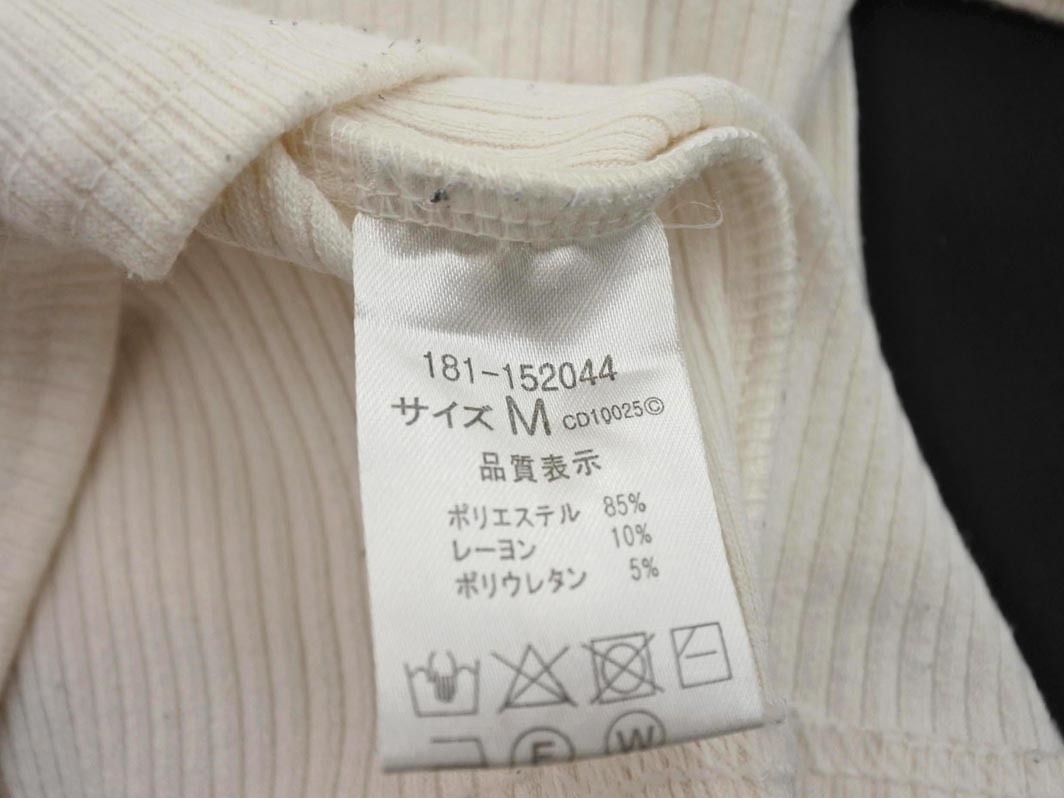 181-152044
サイズ M CD10025©
品質表示
ポリエステル 85%
レーヨン 10%
ポリウレタン 5%
F W